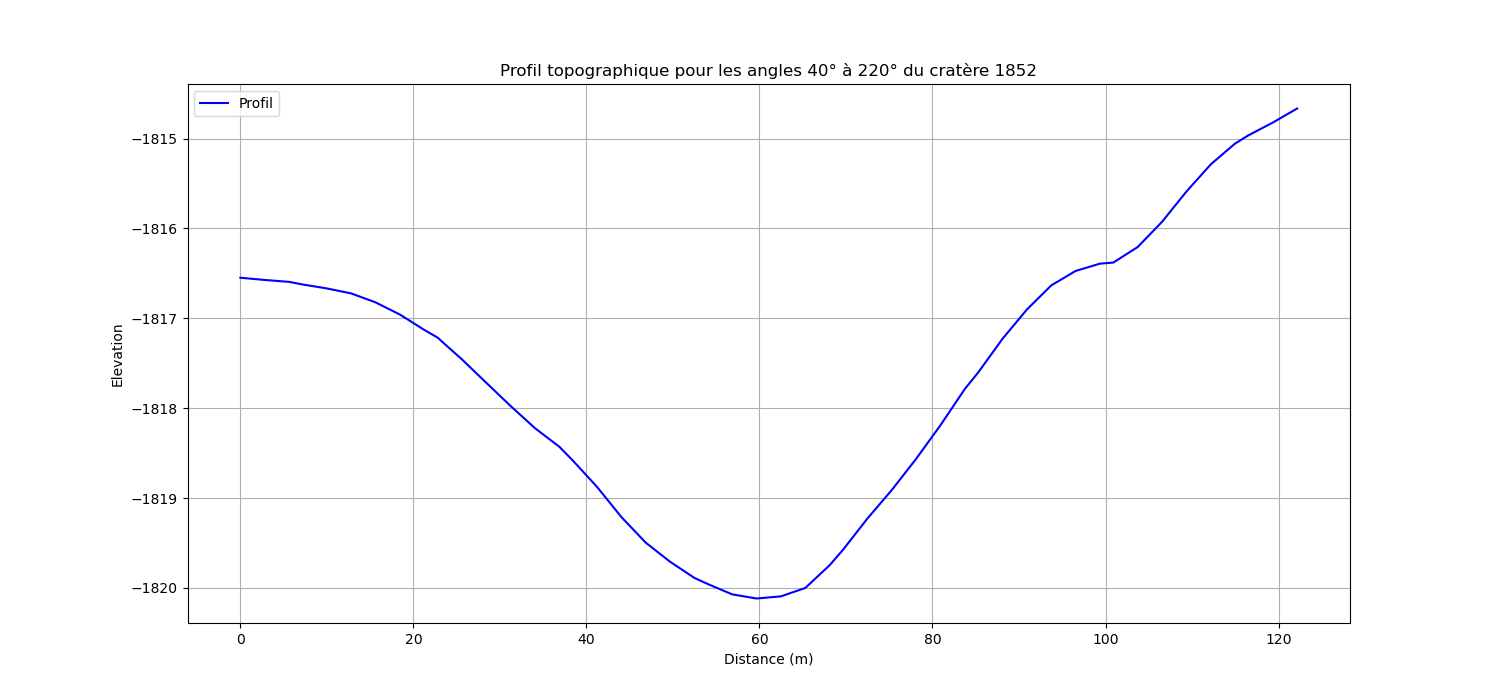 Profil topographique pour les angles 40° à 220° du cratère 1852
Profil
−1815
−1816
−1817
−1818
−1819
−1820
Elevation
0 20 40 60 80 100 120
Distance (m)